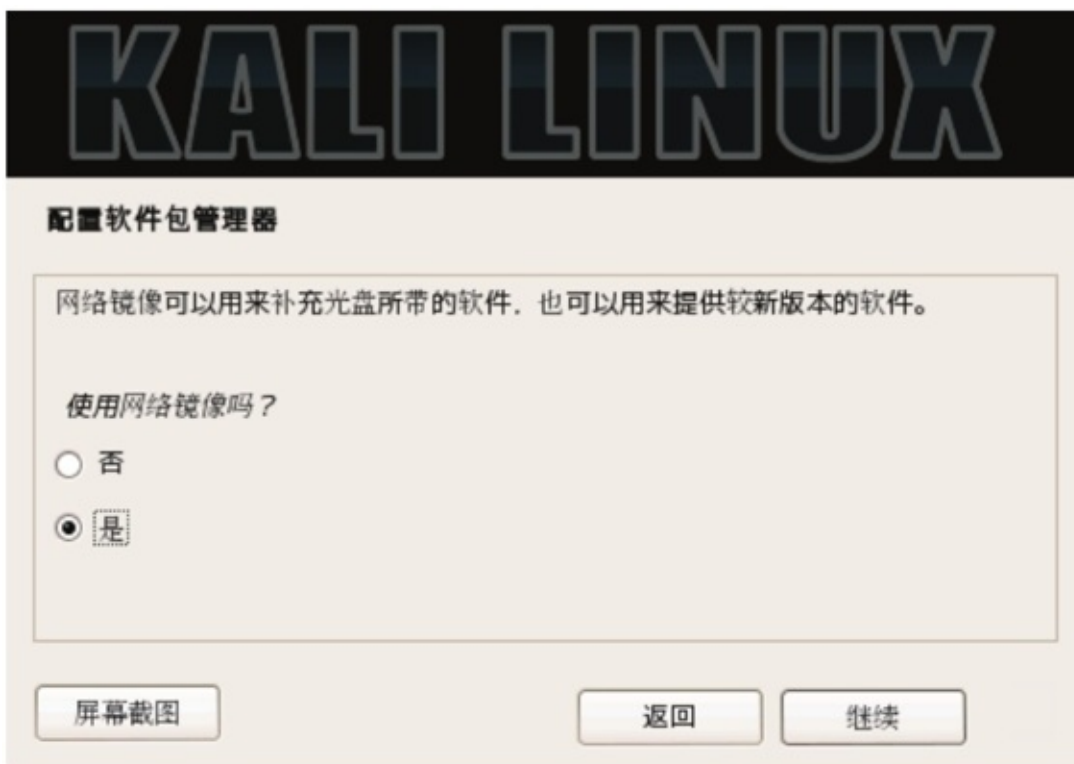 KALI LINUX
配置软件包管理器
网络镜像可以用来补充光盘所带的软件，也可以用来提供较新版本的软件。
使用网络镜像吗？
否
是
屏幕截图
返回
继续